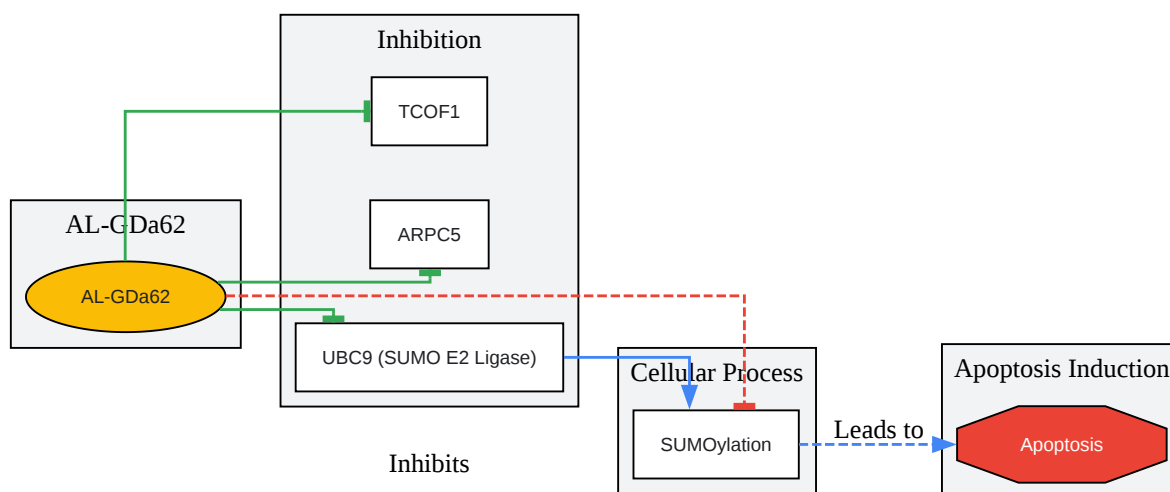 Inhibition
TCOF1
AL-GDa62
ARPC5
AL-GDa62
UBC9 (SUMO E2 Ligase)
Cellular Process
Apoptosis Induction
SUMOylation
Leads to
Apoptosis
Inhibits